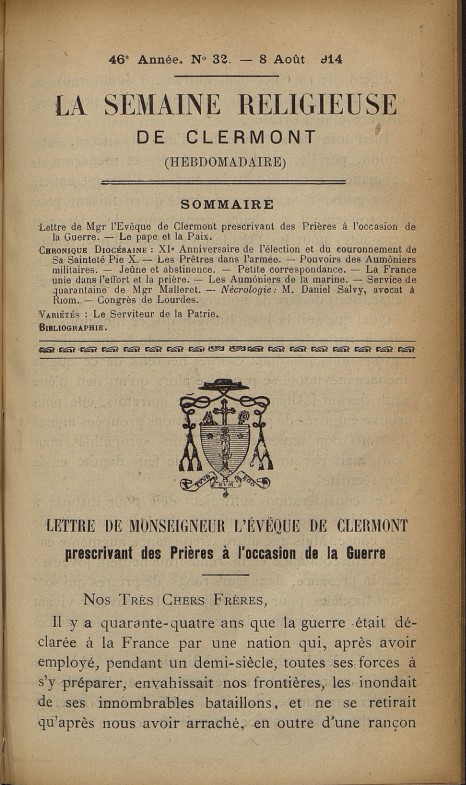 46e Année. No 32. — 8 Août 914
LA SEMAINE RELIGIEUSE
DE CLERMONT
(HEBDOMADAIRE)
SOMMAIRE
Lettre de Mgr l'Evêque de Clermont prescrivant des Prières à l'occasion de
la Guerre. — Le pape et la Paix.
CHRONIQUE DIOCÉSAINE : XIe Anniversaire de l'élection et du couronnement de
Sa Sainteté Pie X. — Les Prêtres dans l'armée. — Pouvoirs des Aumôniers
militaires. — Jeûne et abstinence. — Petite correspondance. — La France
unie dans l'effort et la prière. — Les Aumôniers de la marine. — Service de
quarantaine de Mgr Malleret. — Nécrologie : M. Daniel Salvy, avocat à
Riom. — Congrès de Lourdes.
VARIÉTÉS : Le Serviteur de la Patrie.
BIBLIOGRAPHIE.
LETTRE DE MONSEIGNEUR L'ÉVÊQUE DE CLERMONT
prescrivant des Prières à l'occasion de la Guerre
NOS TRÈS CHERS FRÈRES,
Il y a quarante-quatre ans que la guerre était dé-
clarée à la France par une nation qui, après avoir
employé, pendant un demi-siècle, toutes ses forces à
s'y préparer, envahissait nos frontières, les inondait
de ses innombrables bataillons, et ne se retirait
qu'après nous avoir arraché, en outre d'une rançon